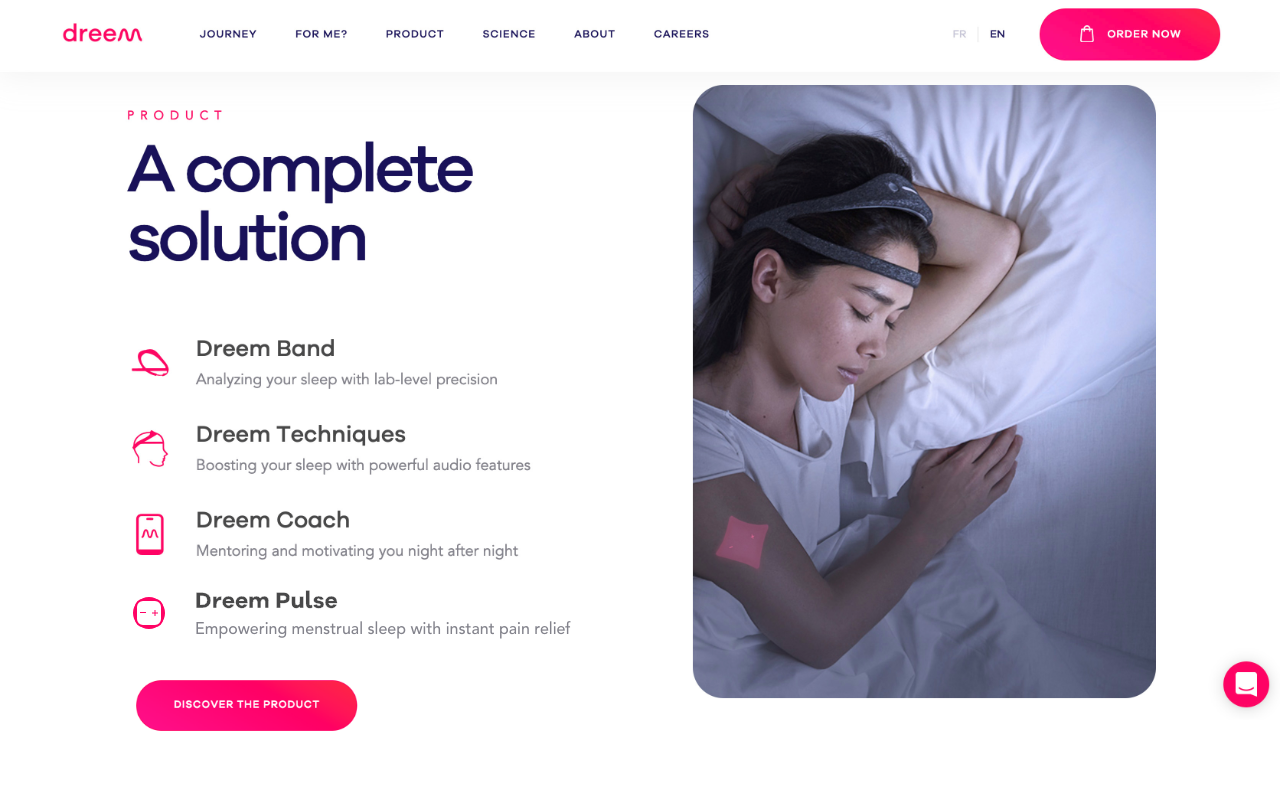 dreem
JOURNEY
FOR ME?
PRODUCT
SCIENCE
ABOUT
CAREERS
FR
EN
ORDER NOW
PRODUCT
A complete
solution
Dreem Band
Analyzing your sleep with lab-level precision
Dreem Techniques
Boosting your sleep with powerful audio features
Dreem Coach
Mentoring and motivating you night after night
Dreem Pulse
Empowering menstrual sleep with instant pain relief
DISCOVER THE PRODUCT